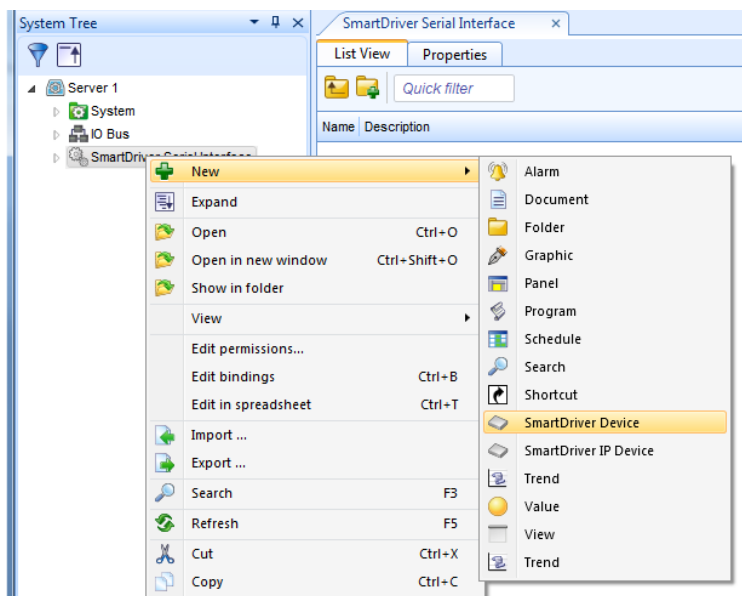 System Tree
SmartDriver Serial Interface
List View
Properties
Quick filter
Server 1
System
IO Bus
Name
Description
SmartDriver Serial Interface
New
Expand
Open Ctrl+O
Open in new window Ctrl+Shift+O
Show in folder
View
Edit permissions...
Edit bindings Ctrl+B
Edit in spreadsheet Ctrl+T
Import ...
Export ...
Search F3
Refresh F5
Cut Ctrl+X
Copy Ctrl+C
Alarm
Document
Folder
Graphic
Panel
Program
Schedule
Search
Shortcut
SmartDriver Device
SmartDriver IP Device
Trend
Value
View
Trend